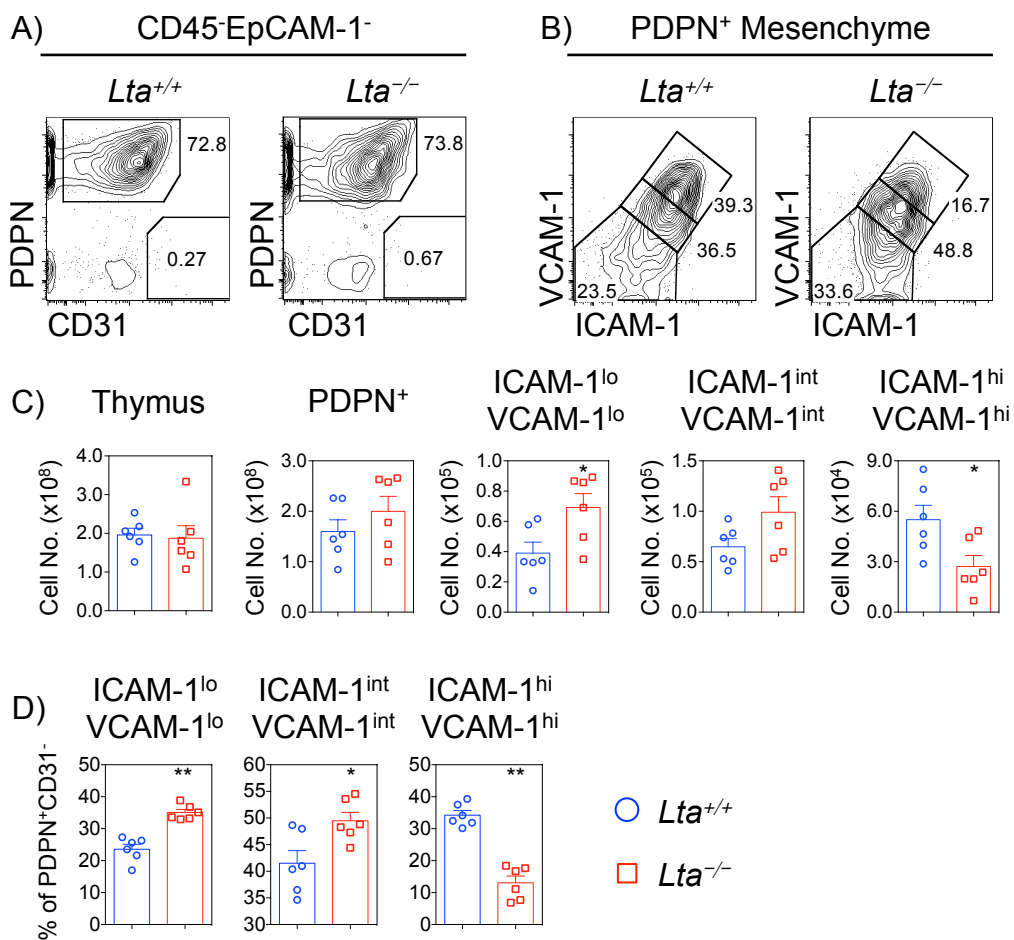 A) CD45⁻EpCAM-1⁻
Lta⁺/⁺ Lta⁻/⁻
72.8
0.27
PDPN
CD31
73.8
0.67
PDPN
CD31
B) PDPN⁺ Mesenchyme
Lta⁺/⁺ Lta⁻/⁻
39.3
36.5
23.5
VCAM-1
ICAM-1
16.7
48.8
33.6
VCAM-1
ICAM-1
C)
Thymus
Cell No. (x10⁸)
4.0
3.0
2.0
1.0
0.0
PDPN⁺
Cell No. (x10⁸)
3.0
2.0
1.0
0.0
ICAM-1ˡᵒ
VCAM-1ˡᵒ
Cell No. (x10⁵)
1.0
0.8
0.6
0.4
0.2
0.0
*
ICAM-1ⁱⁿᵗ
VCAM-1ⁱⁿᵗ
Cell No. (x10⁵)
1.5
1.0
0.5
0.0
ICAM-1ʰⁱ
VCAM-1ʰⁱ
Cell No. (x10⁴)
9.0
6.0
3.0
0.0
*
D)
ICAM-1ˡᵒ
VCAM-1ˡᵒ
% of PDPN⁺CD31⁻
50
40
30
20
10
0
**
ICAM-1ⁱⁿᵗ
VCAM-1ⁱⁿᵗ
60
55
50
45
40
35
30
*
ICAM-1ʰⁱ
VCAM-1ʰⁱ
50
40
30
20
10
0
**
Lta⁺/⁺
Lta⁻/⁻